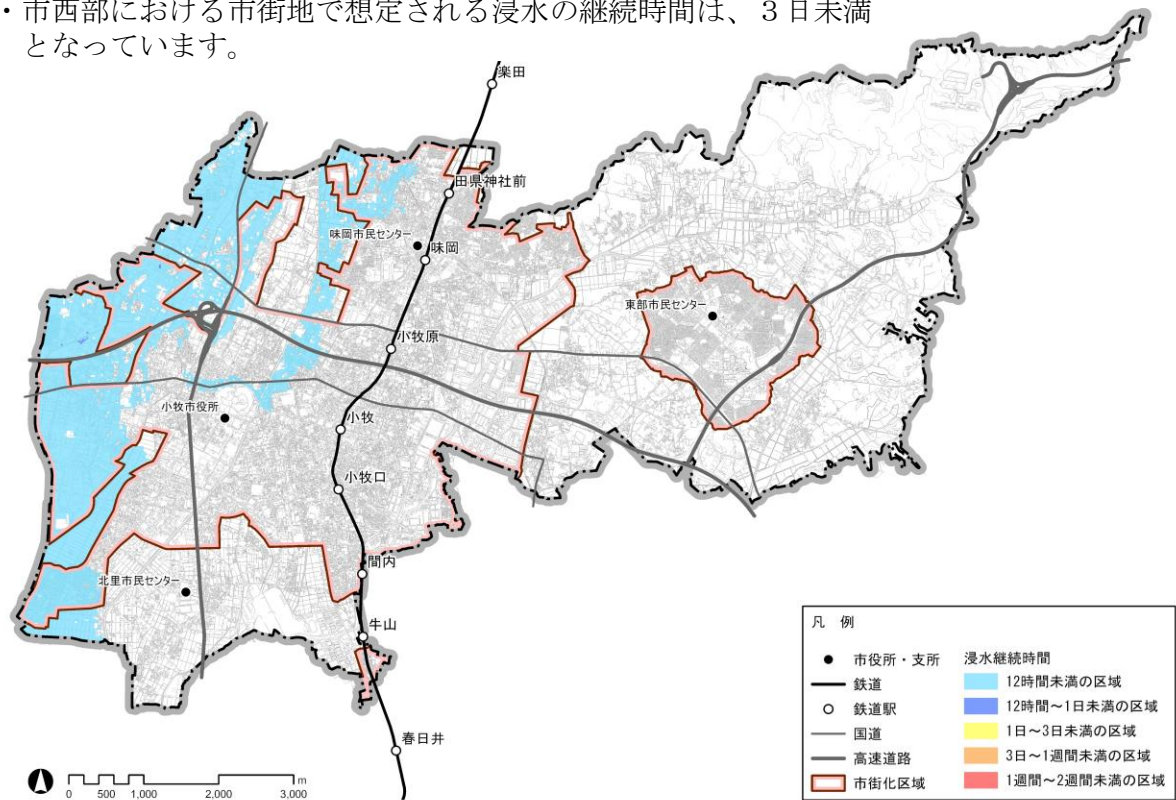 ・市西部における市街地で想定される浸水の継続時間は、３日未満
となっています。
楽田
田県神社前
味岡市民センター
味岡
東部市民センター
小牧原
小牧市役所
小牧
小牧口
間内
北里市民センター
牛山
春日井
凡 例
市役所・支所
鉄道
鉄道駅
国道
高速道路
市街化区域
浸水継続時間
12時間未満の区域
12時間～1日未満の区域
1日～3日未満の区域
3日～1週間未満の区域
1週間～2週間未満の区域
m
0 500 1,000 2,000 3,000